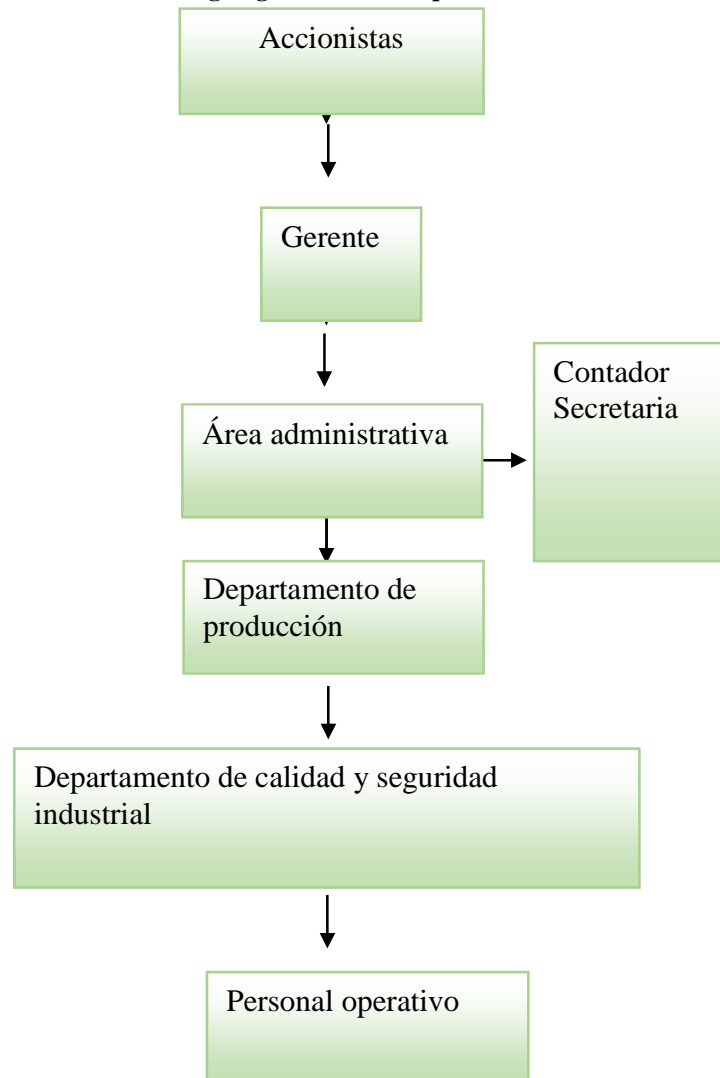 Accionistas
Gerente
Contador
Secretaria
Área administrativa
Departamento de
producción
Departamento de calidad y seguridad
industrial
Personal operativo